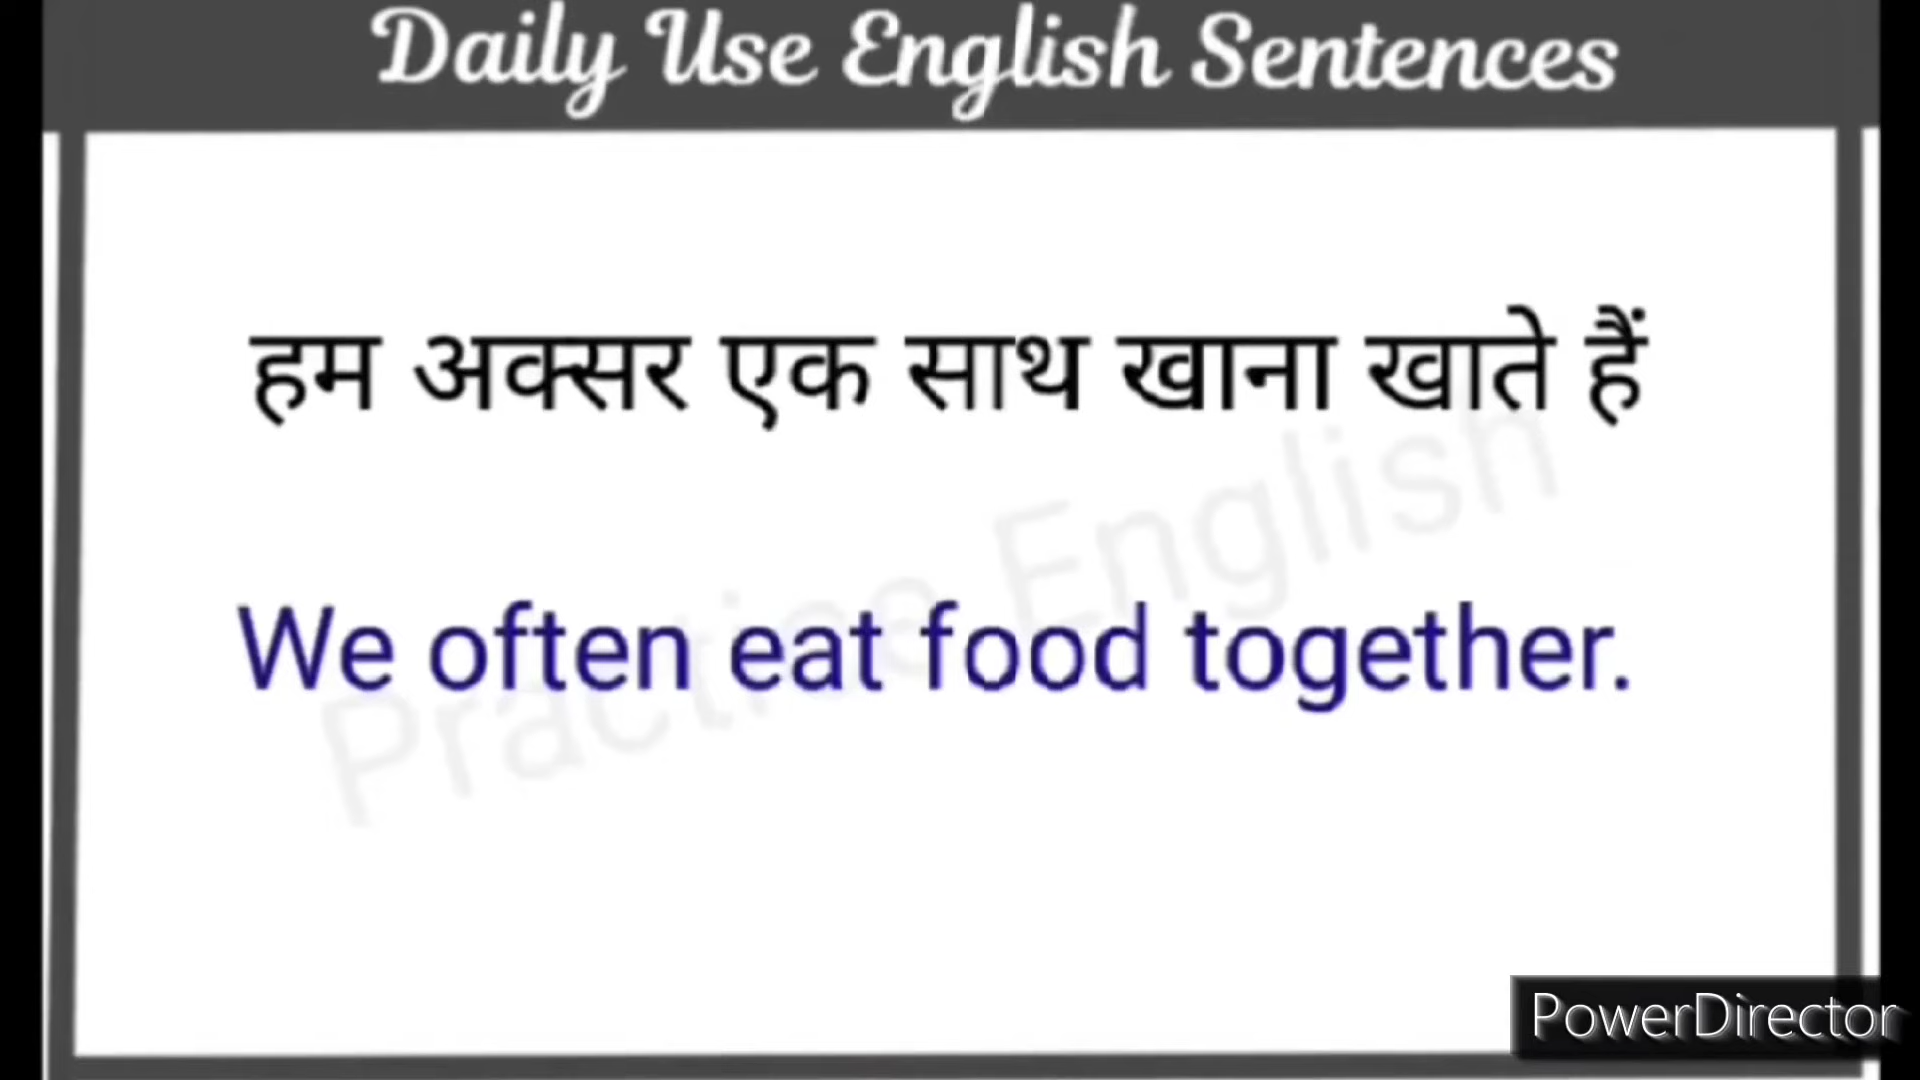 Daily Use English Sentences
हम अक्सर एक साथ खाना खाते हैं
We often eat food together.
Practice English
PowerDirector